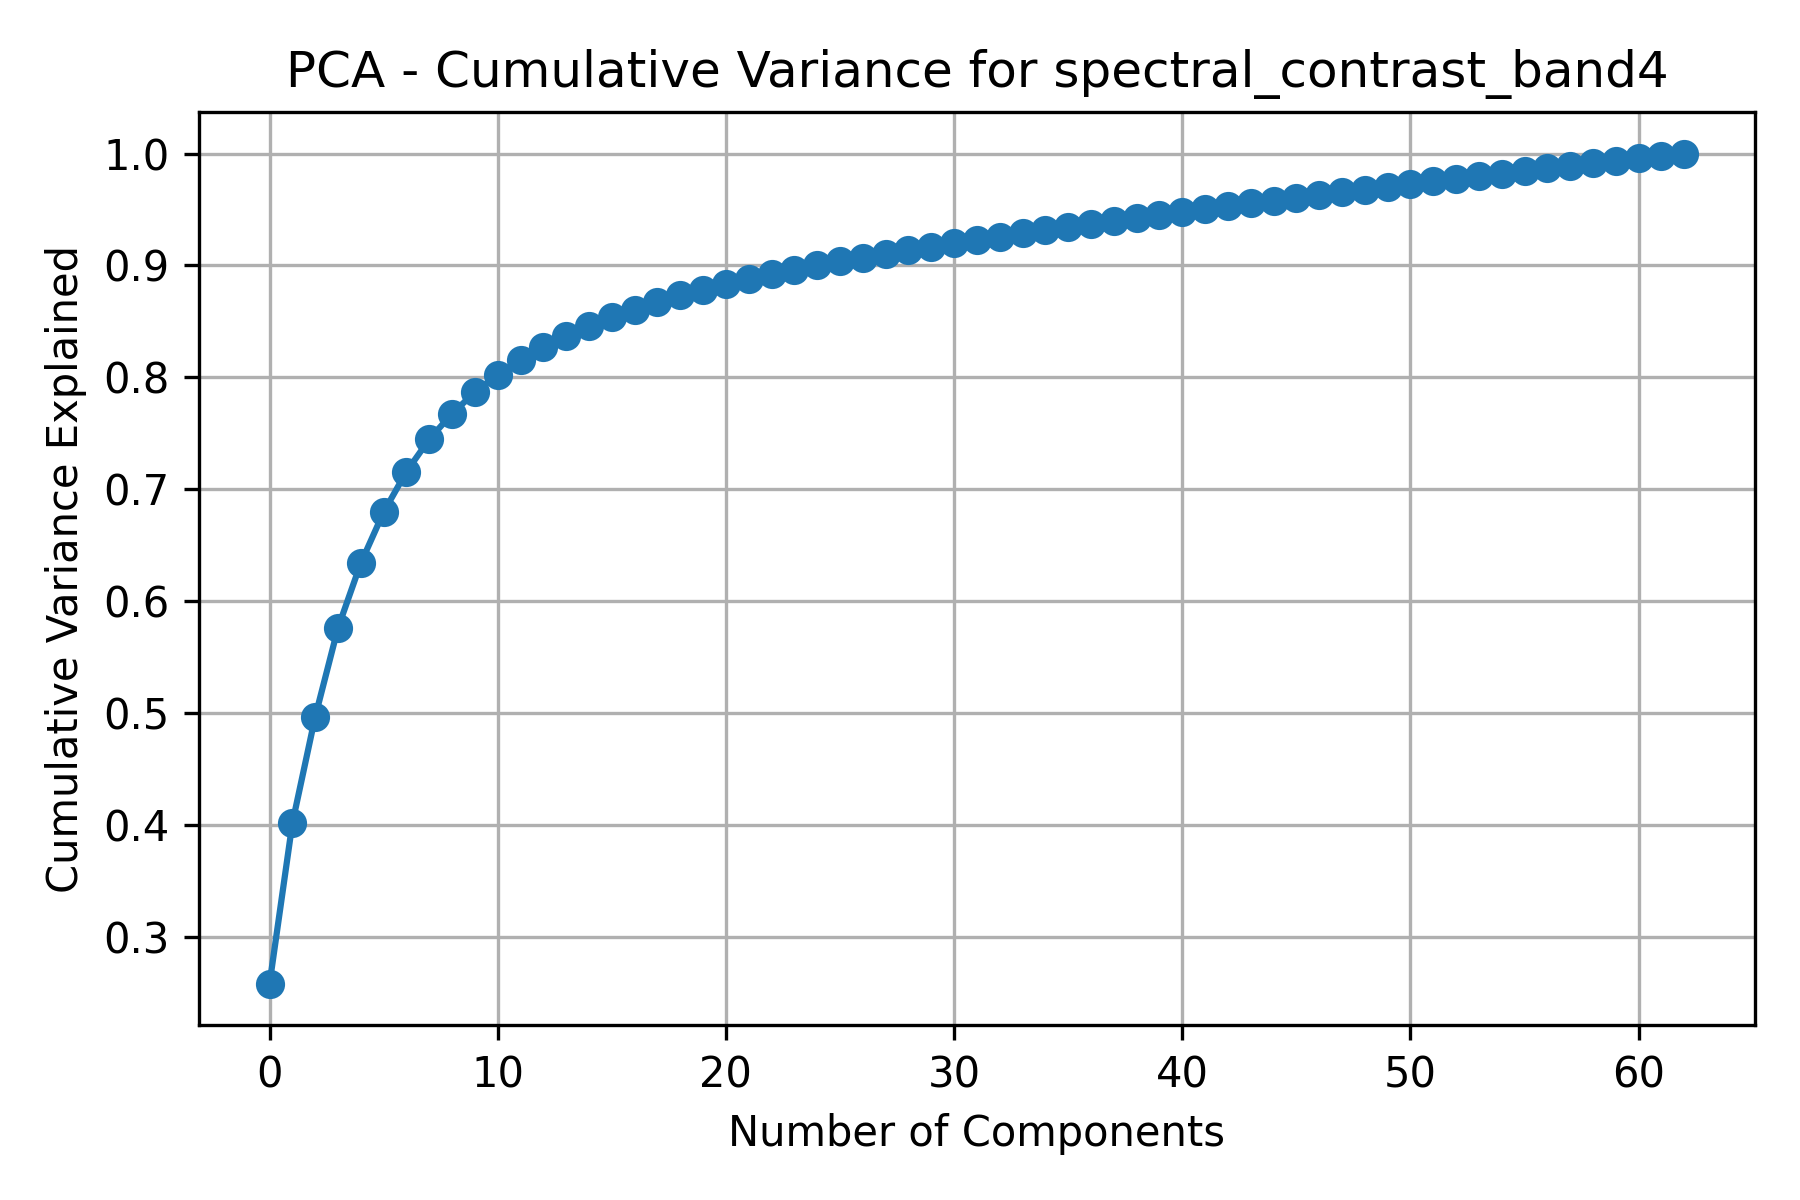 PCA - Cumulative Variance for spectral_contrast_band4
Cumulative Variance Explained
1.0
0.9
0.8
0.7
0.6
0.5
0.4
0.3
0 10 20 30 40 50 60
Number of Components